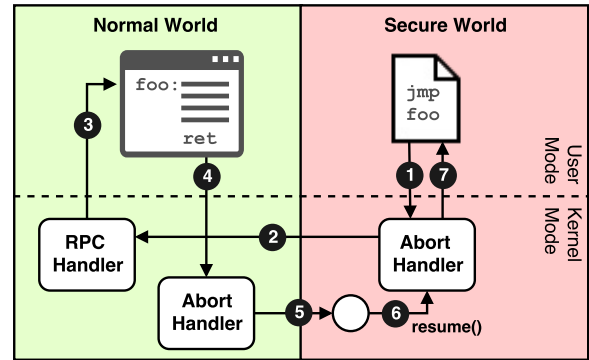 Normal World
Secure World
foo:
ret
jmp
foo
3
4
1
7
User
Mode
Kernel
Mode
2
RPC
Handler
Abort
Handler
Abort
Handler
5
6
resume()